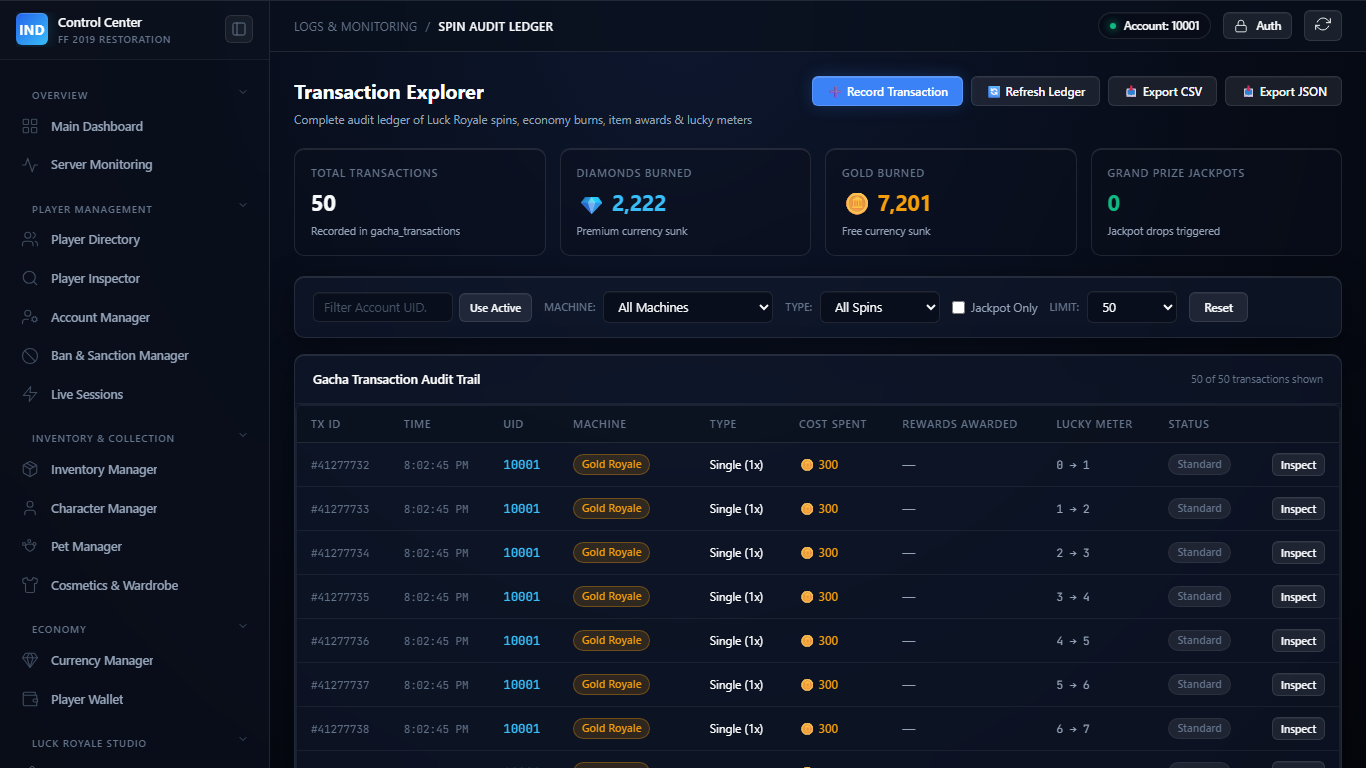 IND
Control Center
FF 2019 RESTORATION
OVERVIEW
Main Dashboard
Server Monitoring
PLAYER MANAGEMENT
Player Directory
Player Inspector
Account Manager
Ban & Sanction Manager
Live Sessions
INVENTORY & COLLECTION
Inventory Manager
Character Manager
Pet Manager
Cosmetics & Wardrobe
ECONOMY
Currency Manager
Player Wallet
LUCK ROYALE STUDIO
LOGS & MONITORING / SPIN AUDIT LEDGER
Account: 10001
Auth
Transaction Explorer
Complete audit ledger of Luck Royale spins, economy burns, item awards & lucky meters
Record Transaction
Refresh Ledger
Export CSV
Export JSON
TOTAL TRANSACTIONS
50
Recorded in gacha_transactions
DIAMONDS BURNED
2,222
Premium currency sunk
GOLD BURNED
7,201
Free currency sunk
GRAND PRIZE JACKPOTS
0
Jackpot drops triggered
Filter Account UID. Use Active MACHINE: All Machines TYPE: All Spins Jackpot Only LIMIT: 50 Reset
Gacha Transaction Audit Trail
50 of 50 transactions shown
TX ID TIME UID MACHINE TYPE COST SPENT REWARDS AWARDED LUCKY METER STATUS
#41277732 8:02:45 PM 10001 Gold Royale Single (1x) 300 — 0 → 1 Standard Inspect
#41277733 8:02:45 PM 10001 Gold Royale Single (1x) 300 — 1 → 2 Standard Inspect
#41277734 8:02:45 PM 10001 Gold Royale Single (1x) 300 — 2 → 3 Standard Inspect
#41277735 8:02:45 PM 10001 Gold Royale Single (1x) 300 — 3 → 4 Standard Inspect
#41277736 8:02:45 PM 10001 Gold Royale Single (1x) 300 — 4 → 5 Standard Inspect
#41277737 8:02:45 PM 10001 Gold Royale Single (1x) 300 — 5 → 6 Standard Inspect
#41277738 8:02:45 PM 10001 Gold Royale Single (1x) 300 — 6 → 7 Standard Inspect